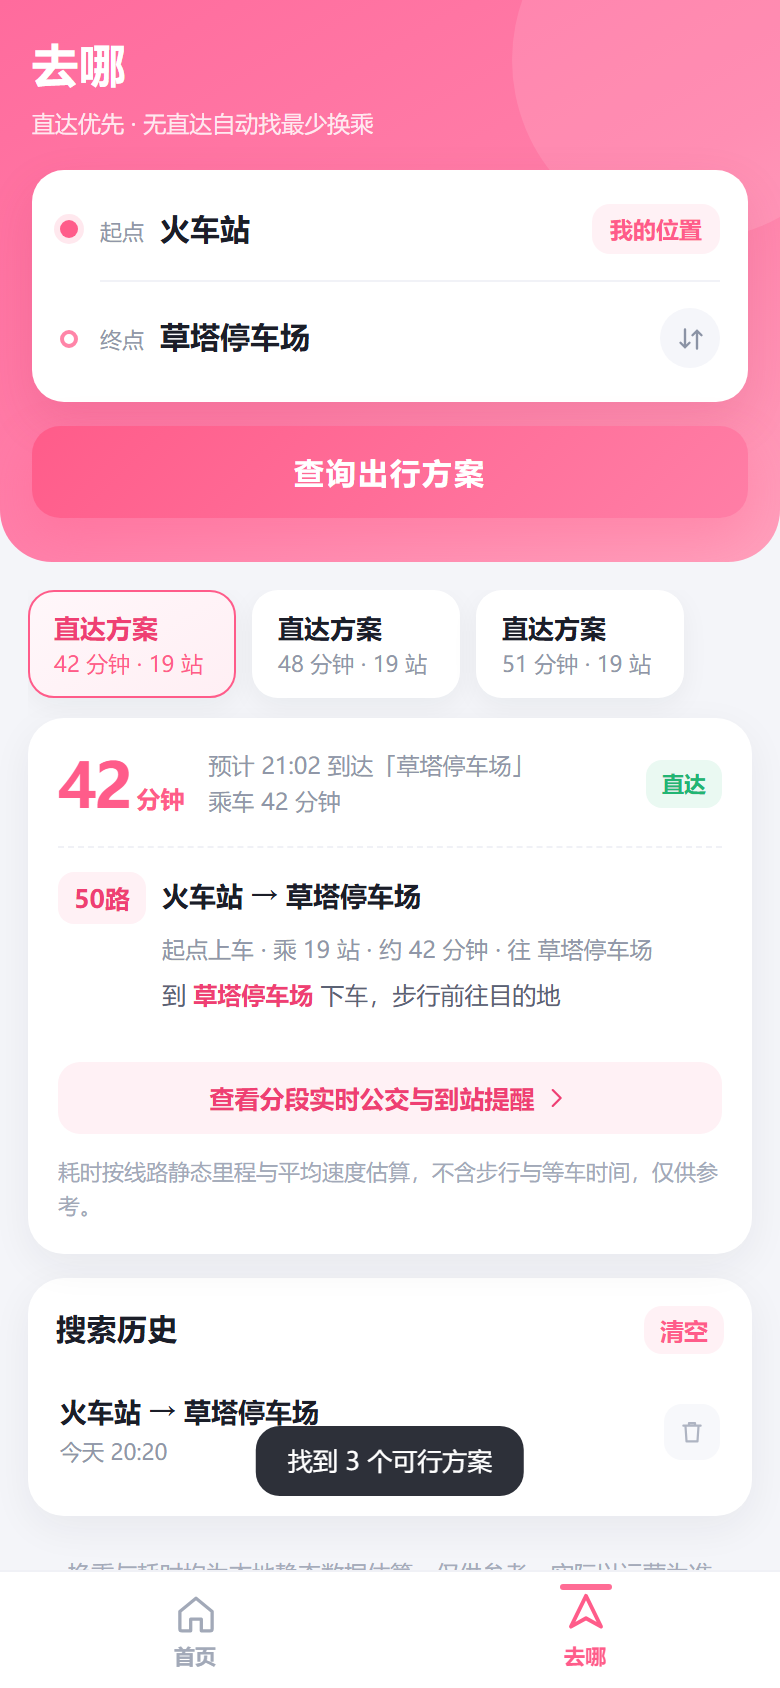 去哪
直达优先 · 无直达自动找最少换乘
起点 火车站 我的位置
终点 草塔停车场
查询出行方案
直达方案
42 分钟 · 19 站
直达方案
48 分钟 · 19 站
直达方案
51 分钟 · 19 站
42 分钟
预计 21:02 到达「草塔停车场」
乘车 42 分钟
直达
50路 火车站 → 草塔停车场
起点上车 · 乘 19 站 · 约 42 分钟 · 往 草塔停车场
到 草塔停车场 下车，步行前往目的地
查看分段实时公交与到站提醒
耗时按线路静态里程与平均速度估算，不含步行与等车时间，仅供参
考。
搜索历史 清空
火车站 → 草塔停车场
今天 20:20
找到 3 个可行方案
首页 去哪